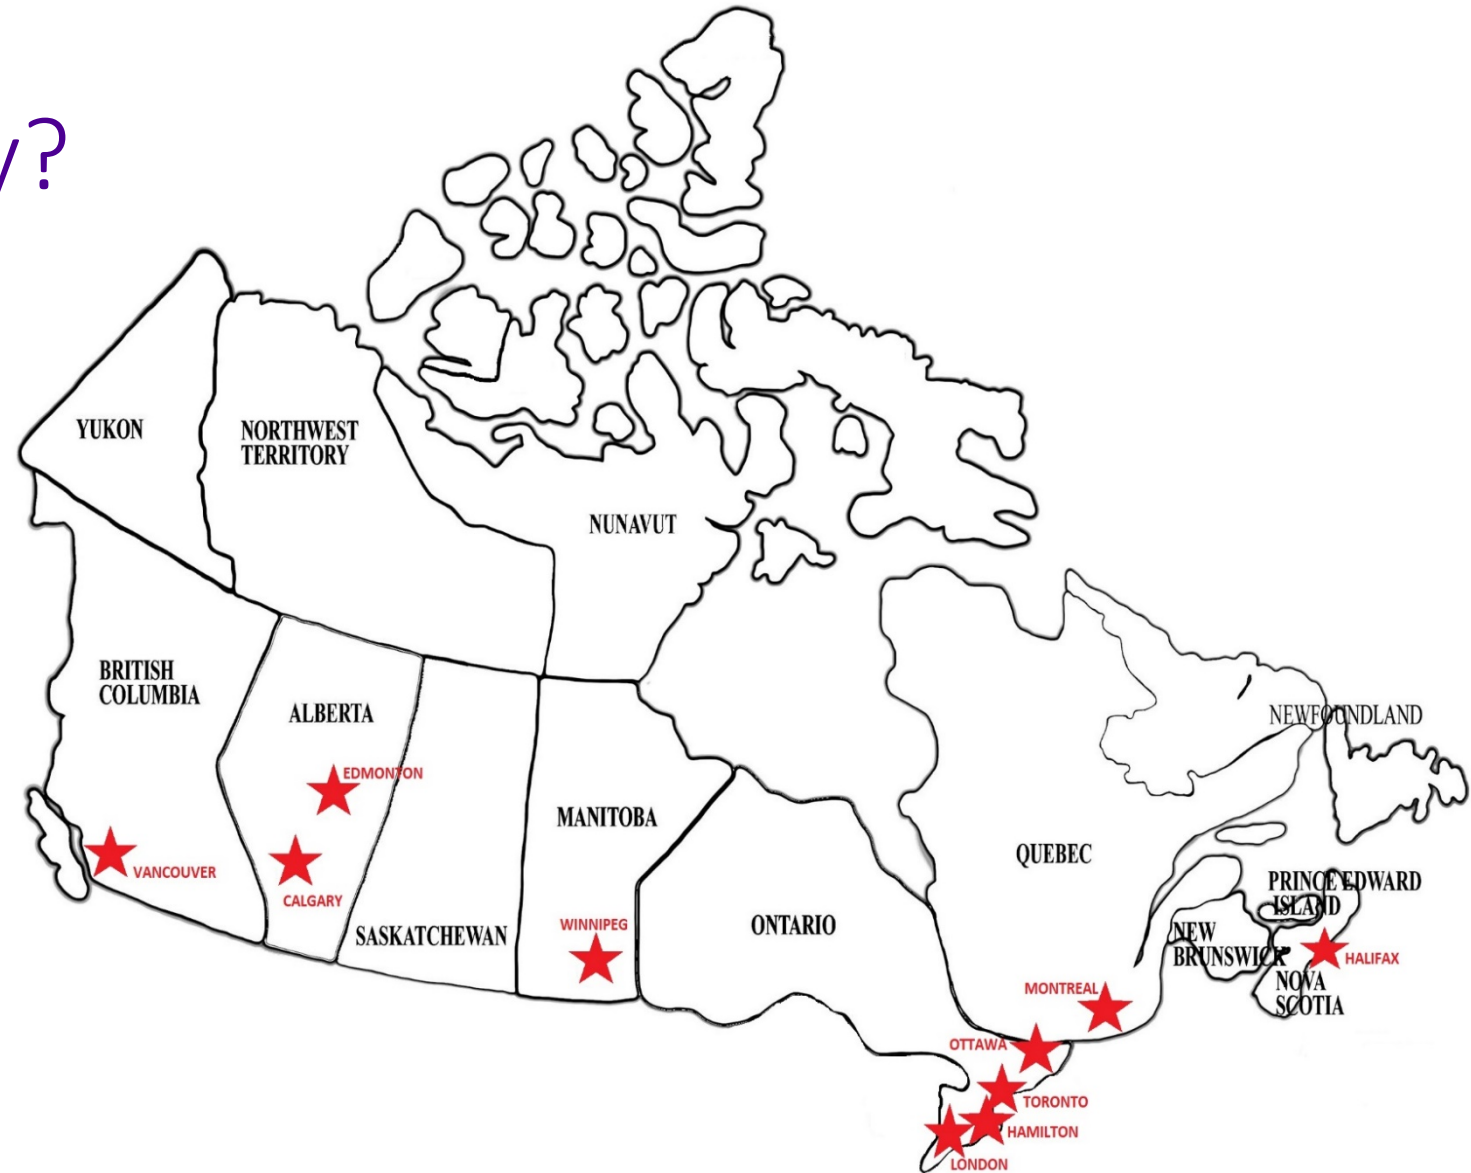 y?
YUKON
NORTHWEST
TERRITORY
NUNAVUT
BRITISH
COLUMBIA
ALBERTA
NEWFOUNDLAND
EDMONTON
MANITOBA
VANCOUVER
QUEBEC
CALGARY
PRINCE EDWARD
ISLAND
WINNIPEG
ONTARIO
SASKATCHEWAN
NEW
BRUNSWICK
HALIFAX
NOVA
SCOTIA
MONTREAL
OTTAWA
TORONTO
HAMILTON
LONDON